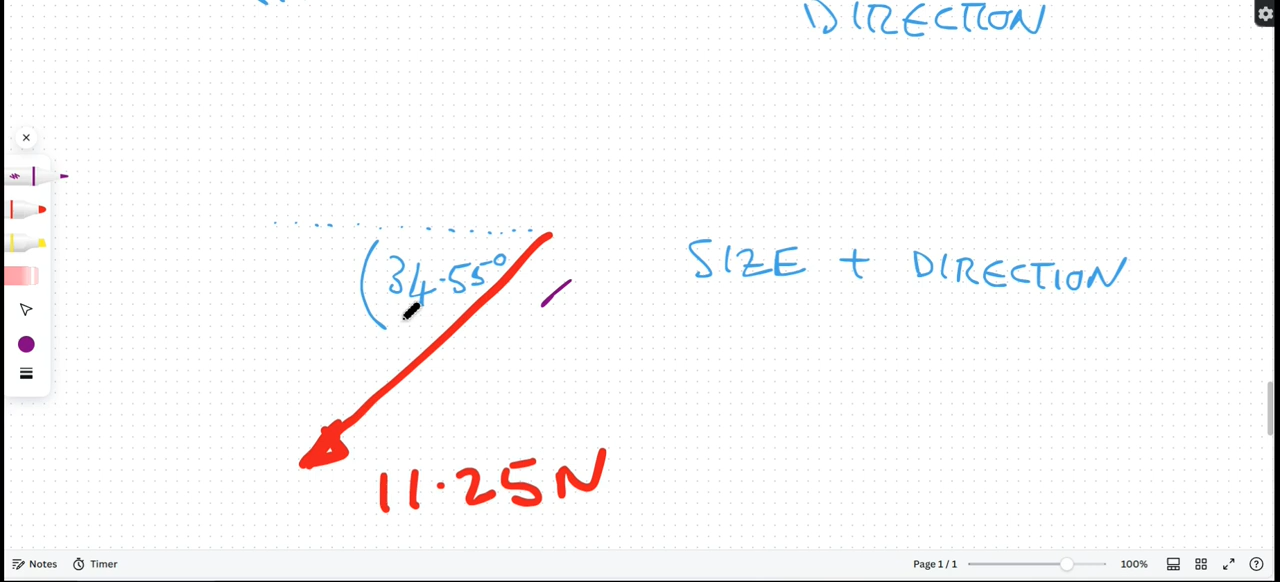 DIRECTION
(34.55°
SIZE + DIRECTION
11.25N
Notes
Timer
Page 1 / 1
100%